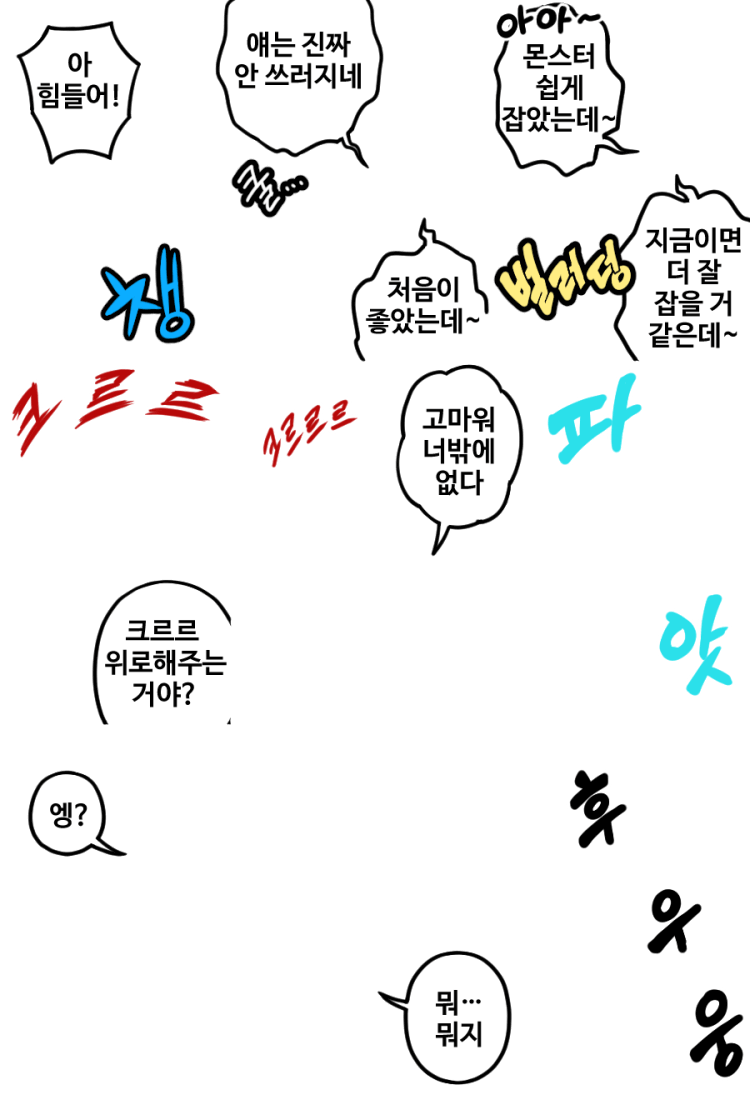 아
힘들어!
얘는 진짜
안 쓰러지네
아아~
몬스터
쉽게
잡았는데~
쿨...
쟁
처음이
좋았는데~
벌러덩
지금이면
더 잘
잡을 거
같은데~
크르르
크르르르
고마워
너밖에
없다
파
크르르
위로해주는
거야?
앗
엥?
후
우
웅
뭐...
뭐지